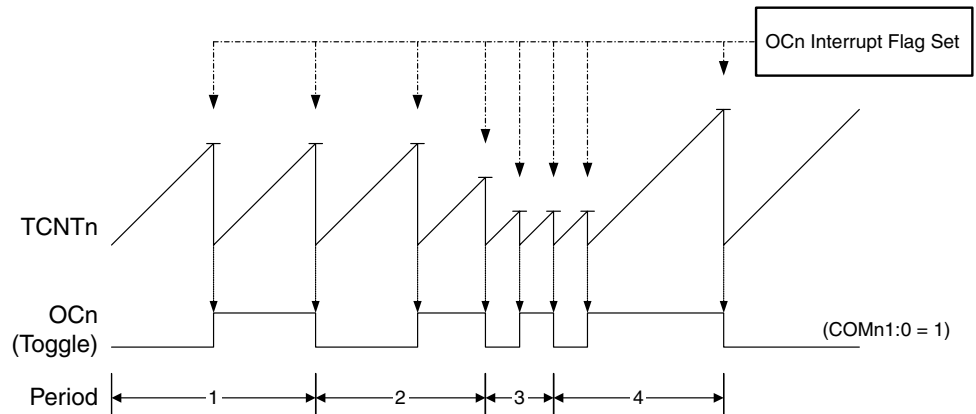 OCn Interrupt Flag Set
TCNTn
OCn
(Toggle)
(COMn1:0 = 1)
Period
1
2
3
4